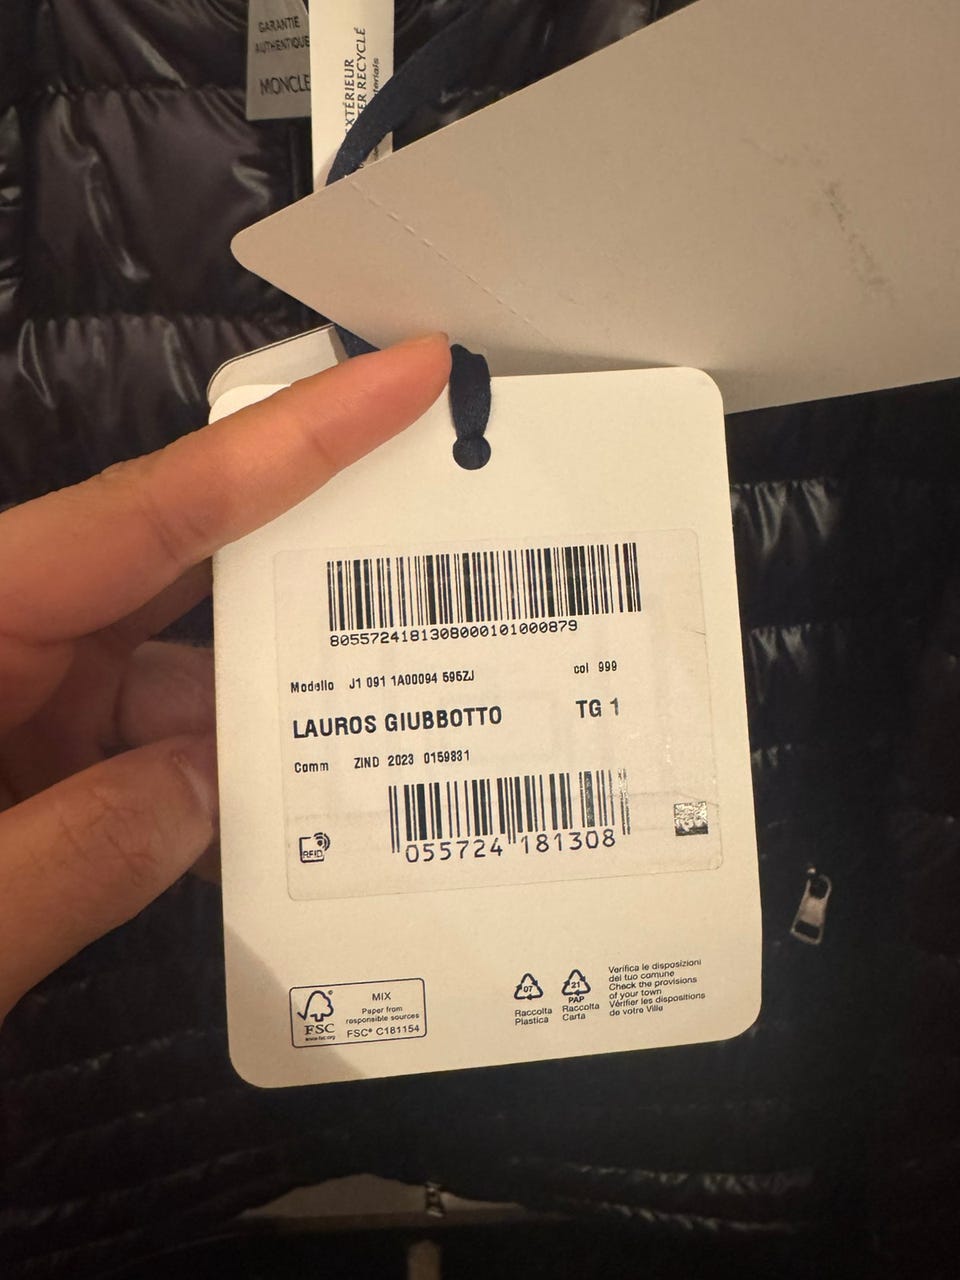 GARANTIE
AUTHENTIQUE
MONCLE
EXTÉRIEUR
ER RECYCLÉ
materials
8055724181308000101000879
Modello J1 091 1A00094 595ZJ col 999
LAUROS GIUBBOTTO TG 1
Comm ZIND 2023 0159831
055724 181308
RFID
FSC
www.fsc.org
MIX
Paper from
responsible sources
FSC® C181154
07
Raccolta
Plastica
21
PAP
Raccolta
Carta
Verifica le disposizioni
del tuo comune
Check the provisions
of your town
Vérifier les dispositions
de votre Ville